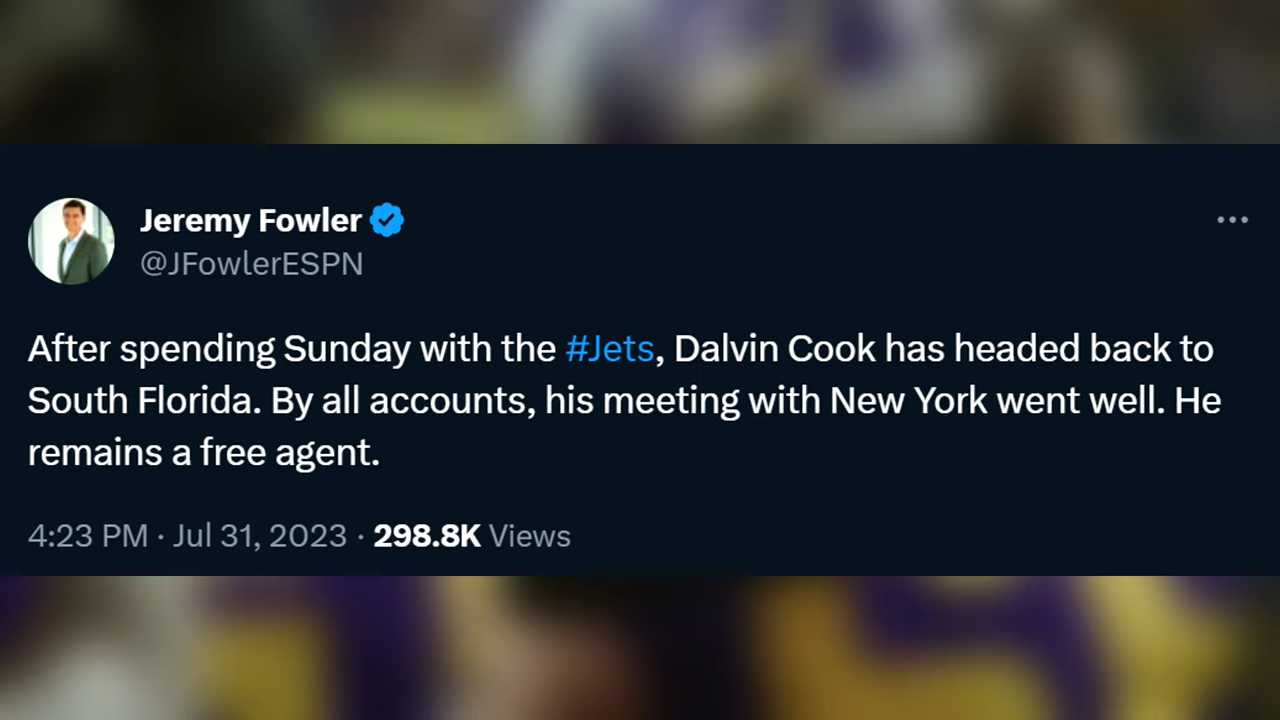 Jeremy Fowler
@JFowlerESPN
After spending Sunday with the #Jets, Dalvin Cook has headed back to
South Florida. By all accounts, his meeting with New York went well. He
remains a free agent.
4:23 PM · Jul 31, 2023 · 298.8K Views